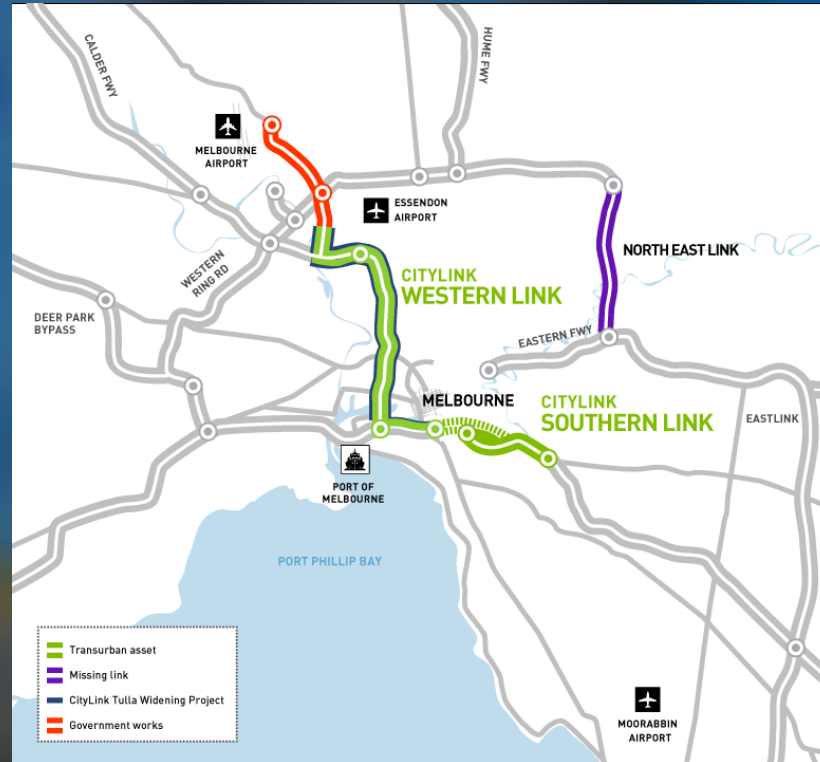 CALDER FWY
HUME FWY
MELBOURNE
AIRPORT
ESSENDON
AIRPORT
NORTH EAST LINK
WESTERN
RING RD
CITYLINK
WESTERN LINK
DEER PARK
BYPASS
EASTERN FWY
MELBOURNE
CITYLINK
SOUTHERN LINK
EASTLINK
PORT OF
MELBOURNE
PORT PHILLIP BAY
Transurban asset
Missing link
CityLink Tulla Widening Project
Government works
MOORABBIN
AIRPORT